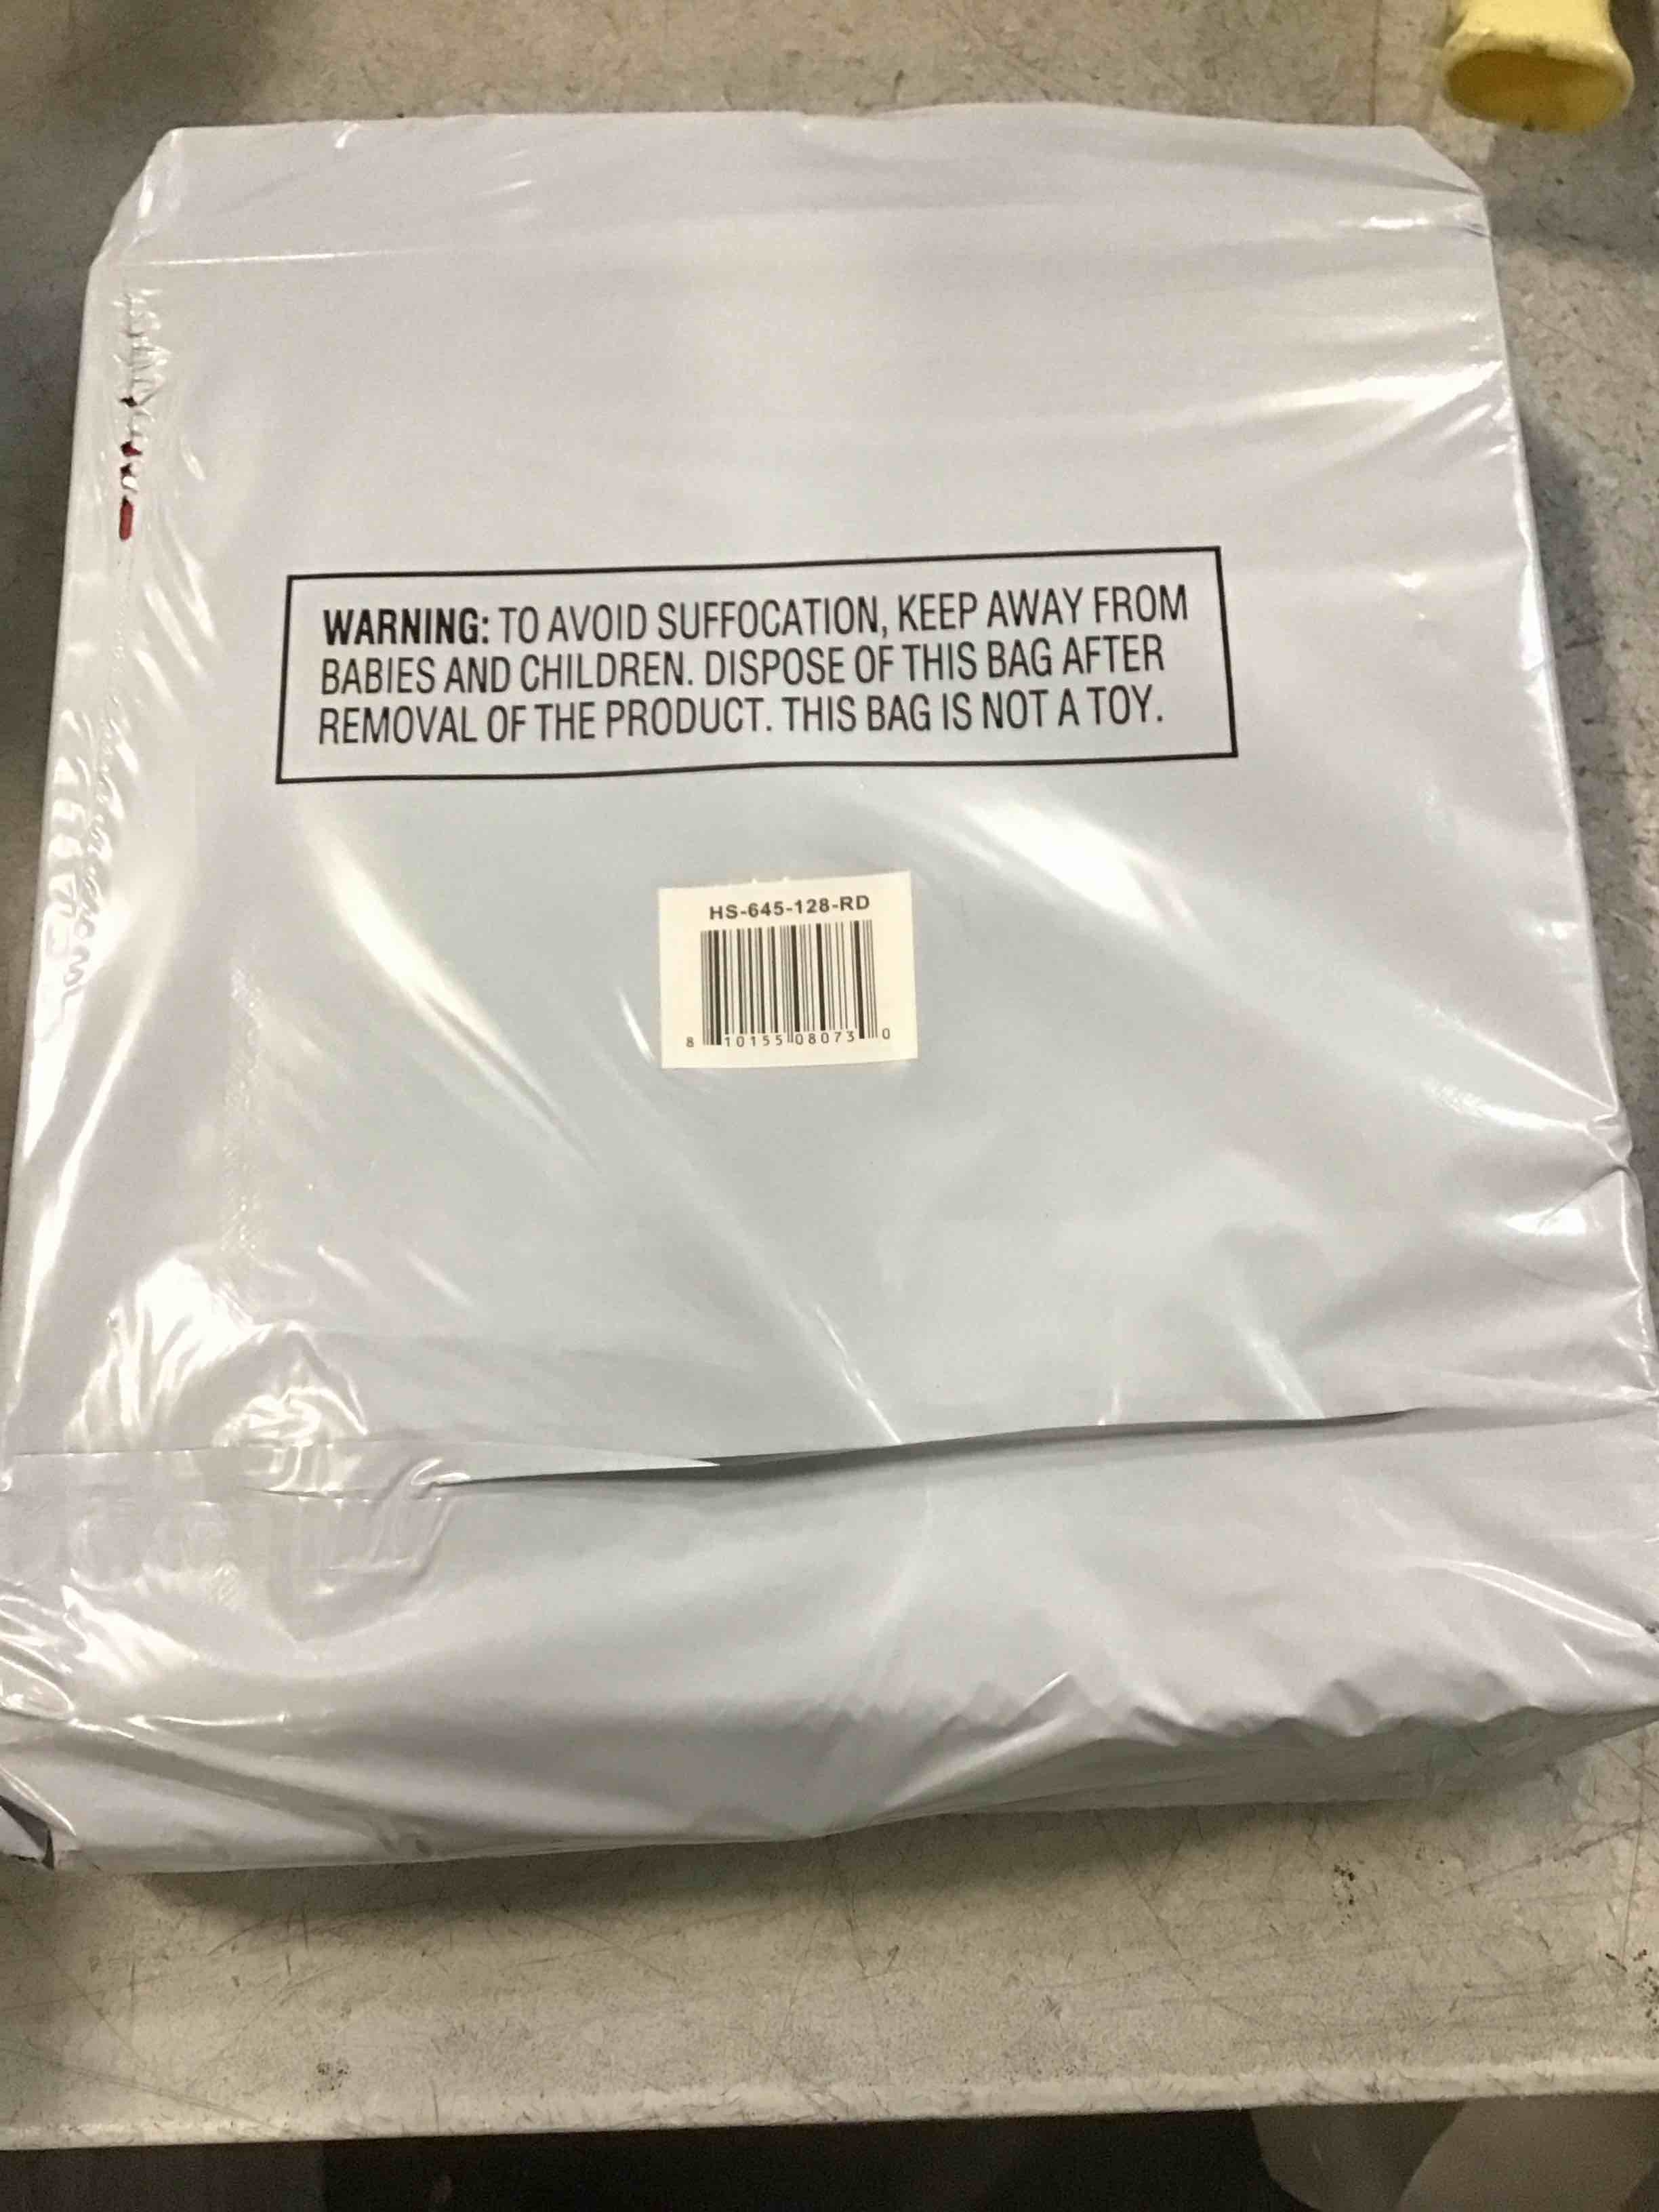 WARNING: TO AVOID SUFFOCATION, KEEP AWAY FROM
BABIES AND CHILDREN. DISPOSE OF THIS BAG AFTER
REMOVAL OF THE PRODUCT. THIS BAG IS NOT A TOY.
HS-645-128-RD
8 10155 08073 0